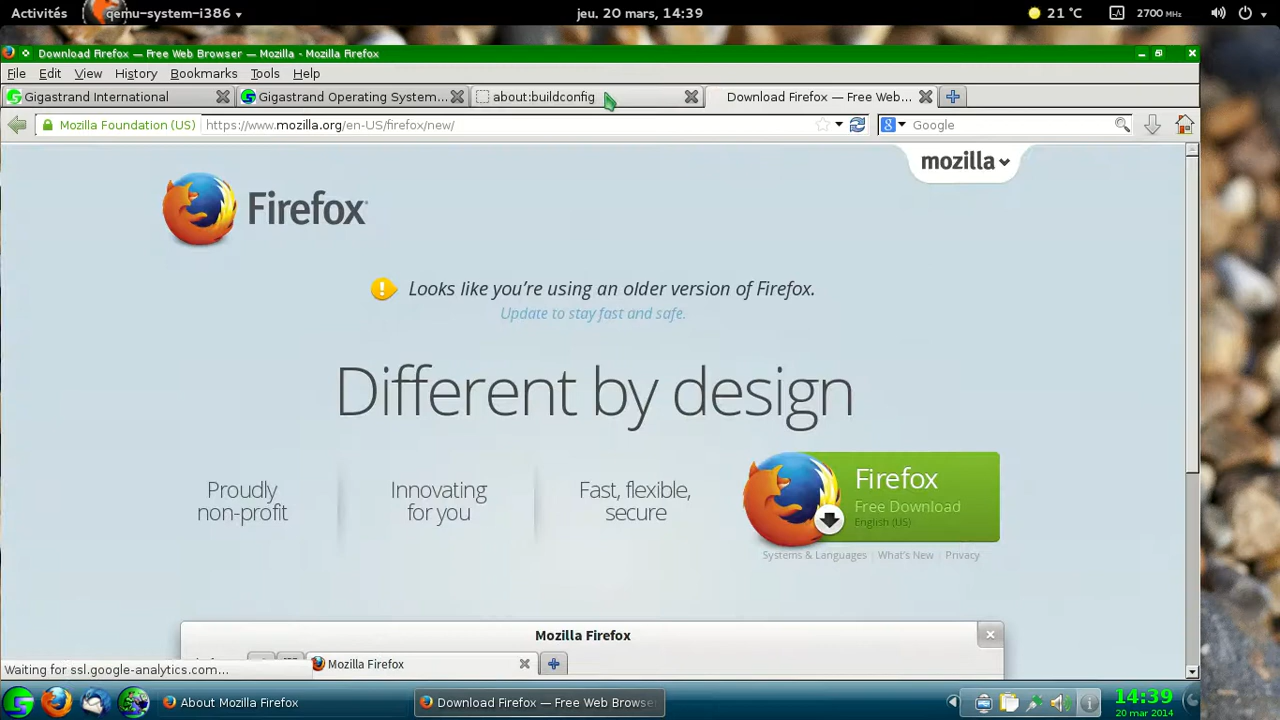 Activités qemu-system-i386 jeu. 20 mars, 14:39 21 °C 2700 MHz
Download Firefox — Free Web Browser — Mozilla - Mozilla Firefox
File Edit View History Bookmarks Tools Help
Gigastrand International Gigastrand Operating System... about:buildconfig Download Firefox — Free Web...
Mozilla Foundation (US) https://www.mozilla.org/en-US/firefox/new/ Google
mozilla
Firefox
Looks like you're using an older version of Firefox.
Update to stay fast and safe.
Different by design
Proudly
non-profit
Innovating
for you
Fast, flexible,
secure
Firefox
Free Download
English (US)
Systems & Languages What's New Privacy
Mozilla Firefox
Mozilla Firefox
Waiting for ssl.google-analytics.com...
About Mozilla Firefox Download Firefox — Free Web Browser 14:39
20 mar 2014